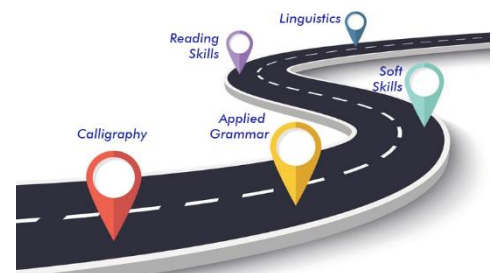 Linguistics
Reading
Skills
Soft
Skills
Applied
Grammar
Calligraphy